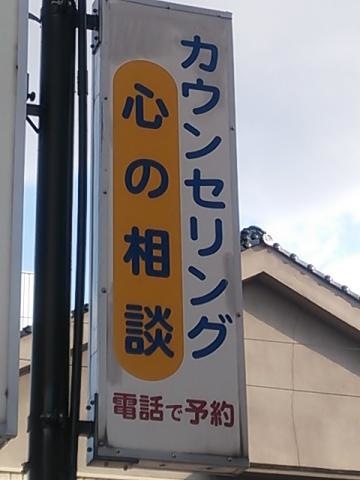 カウンセリング
心の相談
電話で予約